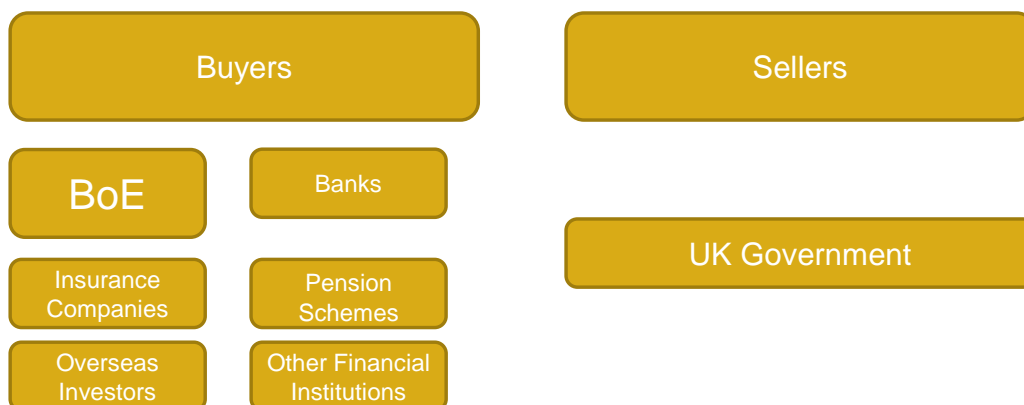 Buyers
Sellers
BoE
Banks
UK Government
Insurance
Companies
Pension
Schemes
Overseas
Investors
Other Financial
Institutions